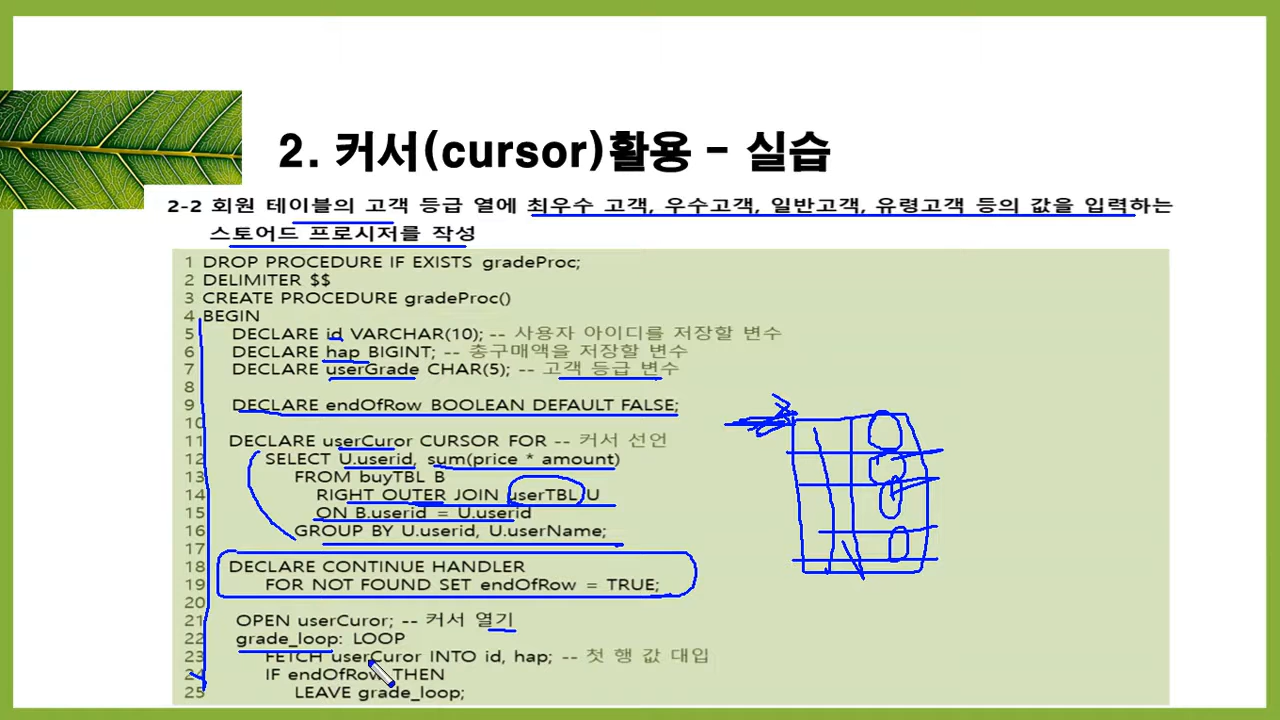 2. 커서(cursor)활용 - 실습
2-2 회원 테이블의 고객 등급 열에 최우수 고객, 우수고객, 일반고객, 유령고객 등의 값을 입력하는
스토어드 프로시저를 작성
1 DROP PROCEDURE IF EXISTS gradeProc;
2 DELIMITER $$
3 CREATE PROCEDURE gradeProc()
4 BEGIN
5 DECLARE id VARCHAR(10); -- 사용자 아이디를 저장할 변수
6 DECLARE hap BIGINT; -- 총구매액을 저장할 변수
7 DECLARE userGrade CHAR(5); -- 고객 등급 변수
8
9 DECLARE endOfRow BOOLEAN DEFAULT FALSE;
10
11 DECLARE userCuror CURSOR FOR -- 커서 선언
12 SELECT U.userid, sum(price * amount)
13 FROM buyTBL B
14 RIGHT OUTER JOIN userTBL U
15 ON B.userid = U.userid
16 GROUP BY U.userid, U.userName;
17
18 DECLARE CONTINUE HANDLER
19 FOR NOT FOUND SET endOfRow = TRUE;
20
21 OPEN userCuror; -- 커서 열기
22 grade_loop: LOOP
23 FETCH userCuror INTO id, hap; -- 첫 행 값 대입
24 IF endOfRow THEN
25 LEAVE grade_loop;